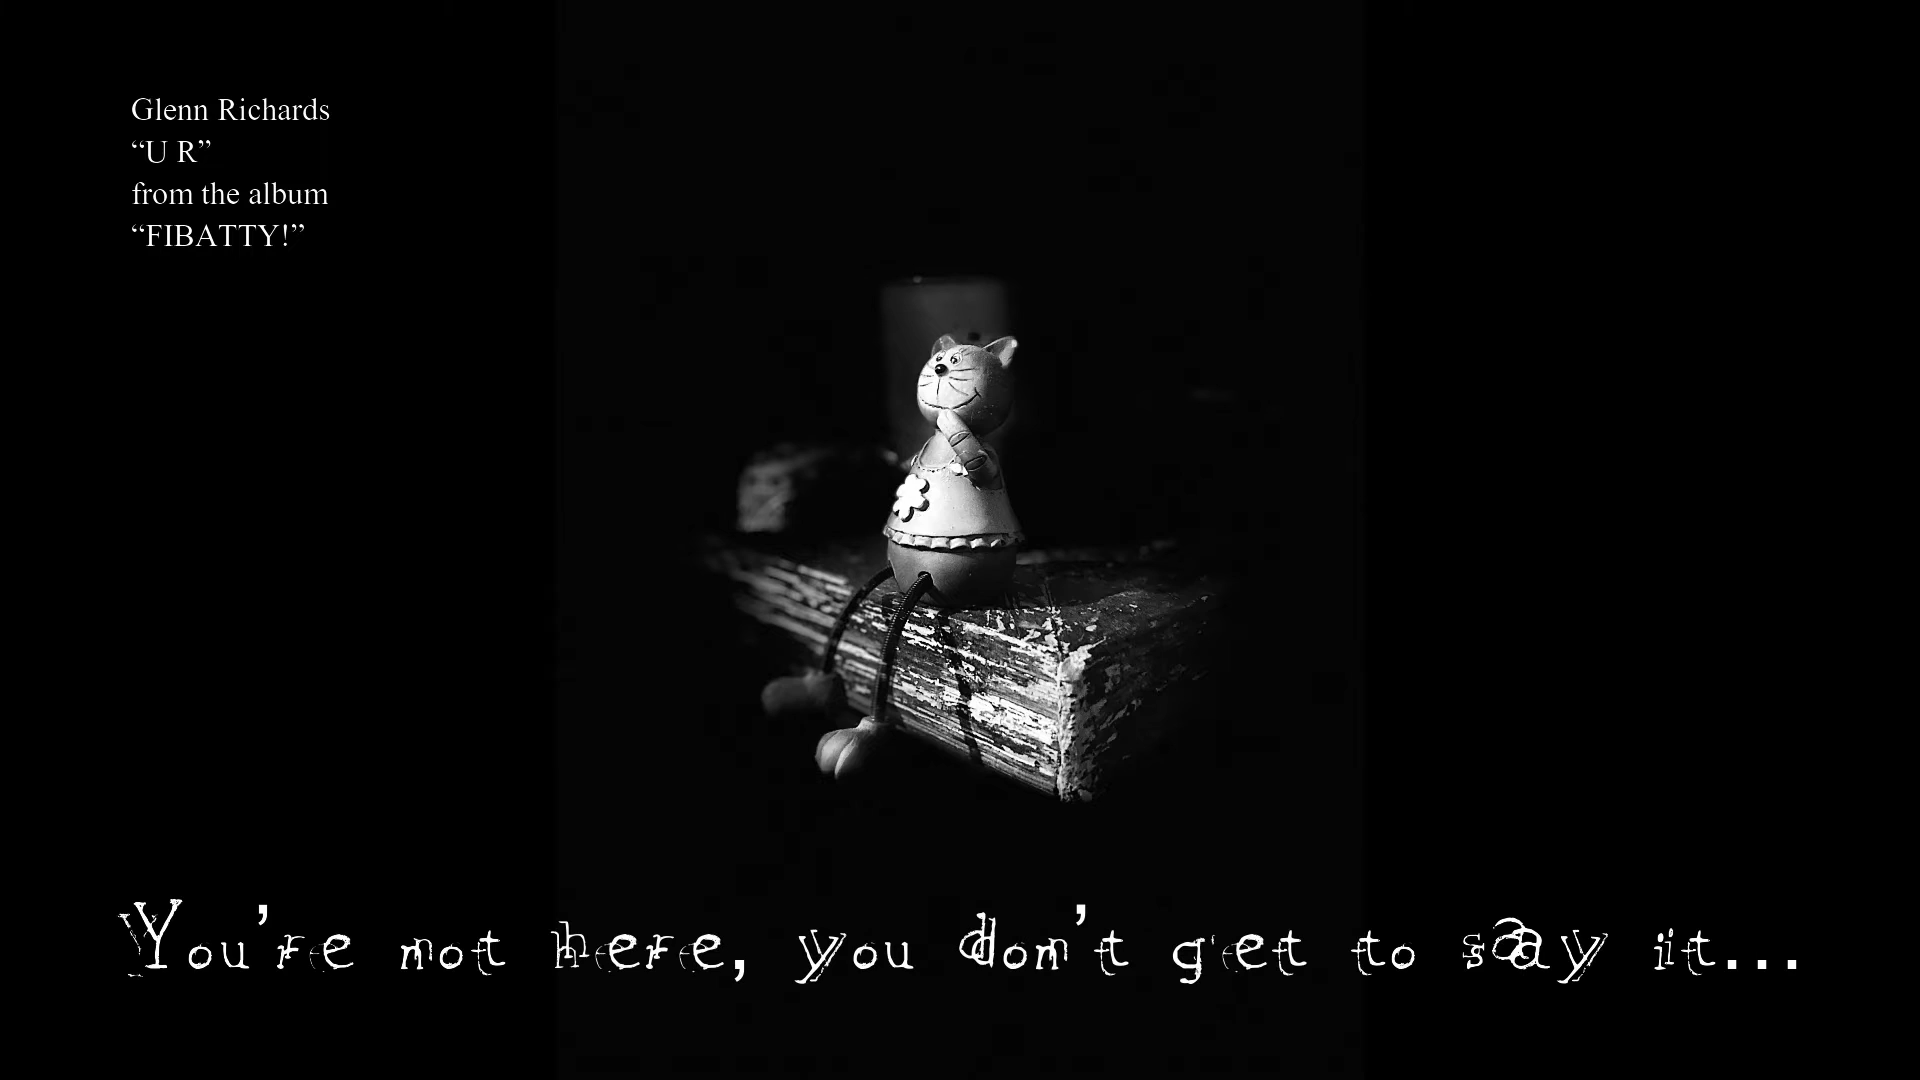 Glenn Richards
“U R”
from the album
“FIBATTY!”
You’re not here, you don’t get to say it...